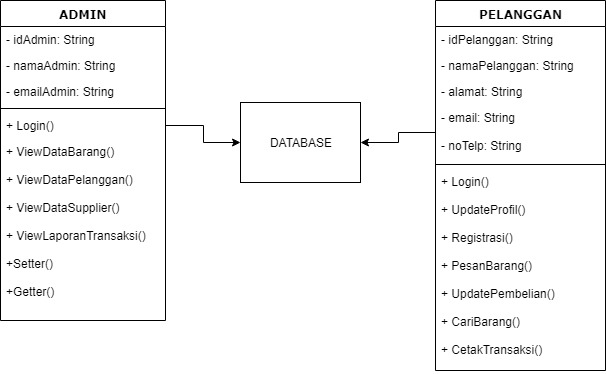 ADMIN
- idAdmin: String
- namaAdmin: String
- emailAdmin: String
+ Login()
+ ViewDataBarang()
+ ViewDataPelanggan()
+ ViewDataSupplier()
+ ViewLaporanTransaksi()
+Setter()
+Getter()
DATABASE
PELANGGAN
- idPelanggan: String
- namaPelanggan: String
- alamat: String
- email: String
- noTelp: String
+ Login()
+ UpdateProfil()
+ Registrasi()
+ PesanBarang()
+ UpdatePembelian()
+ CariBarang()
+ CetakTransaksi()